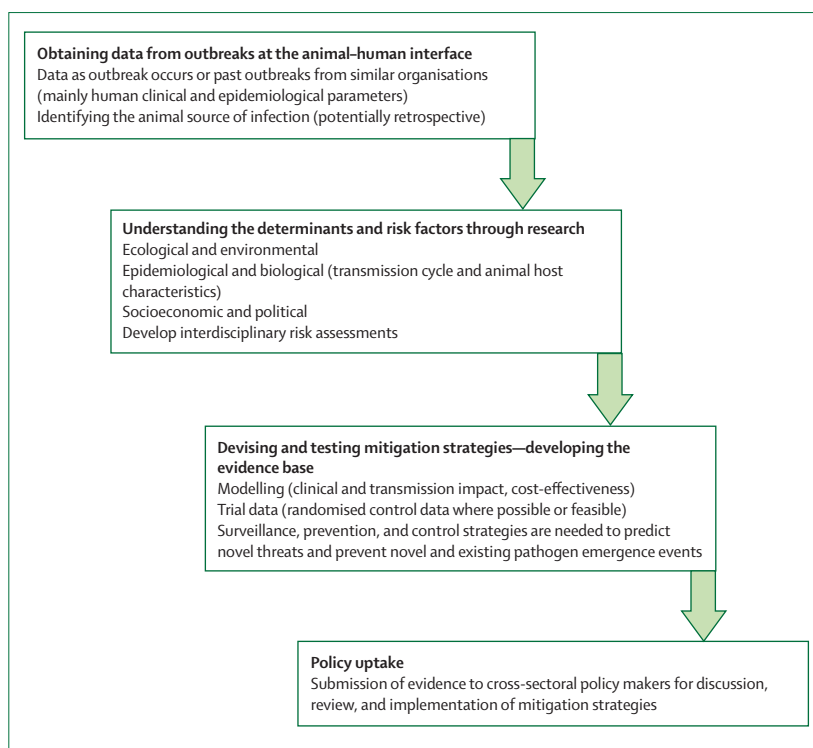 Obtaining data from outbreaks at the animal–human interface
Data as outbreak occurs or past outbreaks from similar organisations
(mainly human clinical and epidemiological parameters)
Identifying the animal source of infection (potentially retrospective)
Understanding the determinants and risk factors through research
Ecological and environmental
Epidemiological and biological (transmission cycle and animal host
characteristics)
Socioeconomic and political
Develop interdisciplinary risk assessments
Devising and testing mitigation strategies—developing the
evidence base
Modelling (clinical and transmission impact, cost-effectiveness)
Trial data (randomised control data where possible or feasible)
Surveillance, prevention, and control strategies are needed to predict
novel threats and prevent novel and existing pathogen emergence events
Policy uptake
Submission of evidence to cross-sectoral policy makers for discussion,
review, and implementation of mitigation strategies